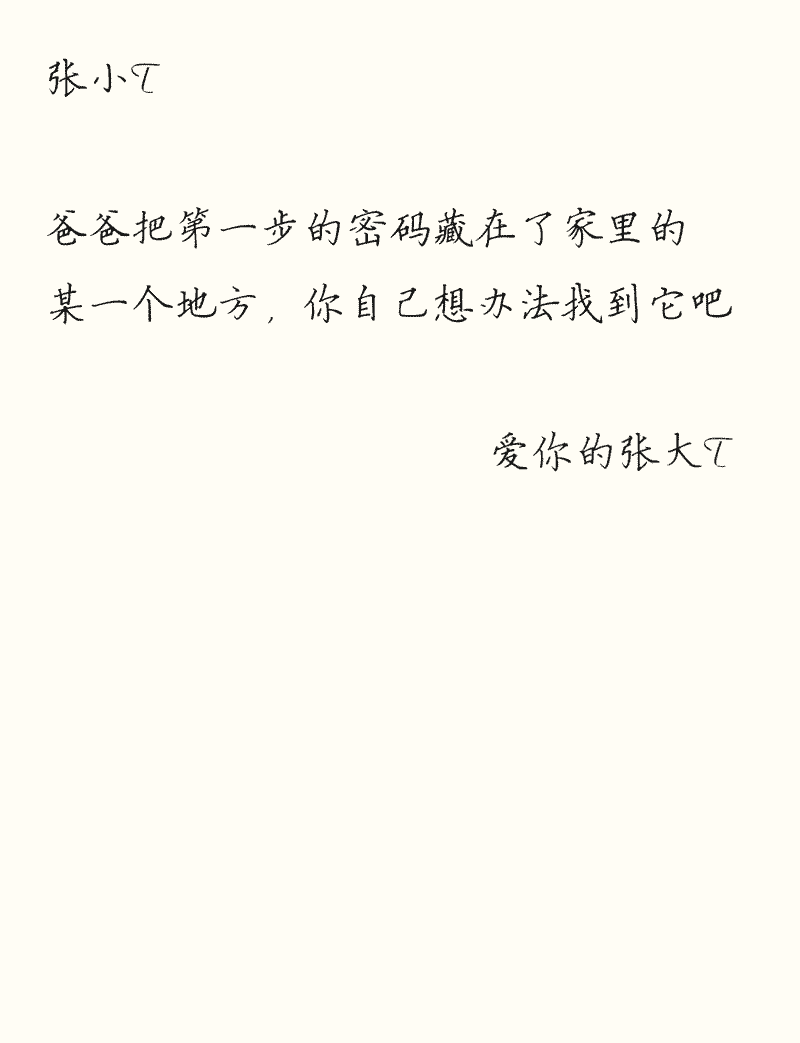 张小T
爸爸把第一步的密码藏在了家里的
某一个地方，你自己想办法找到它吧
爱你的张大T